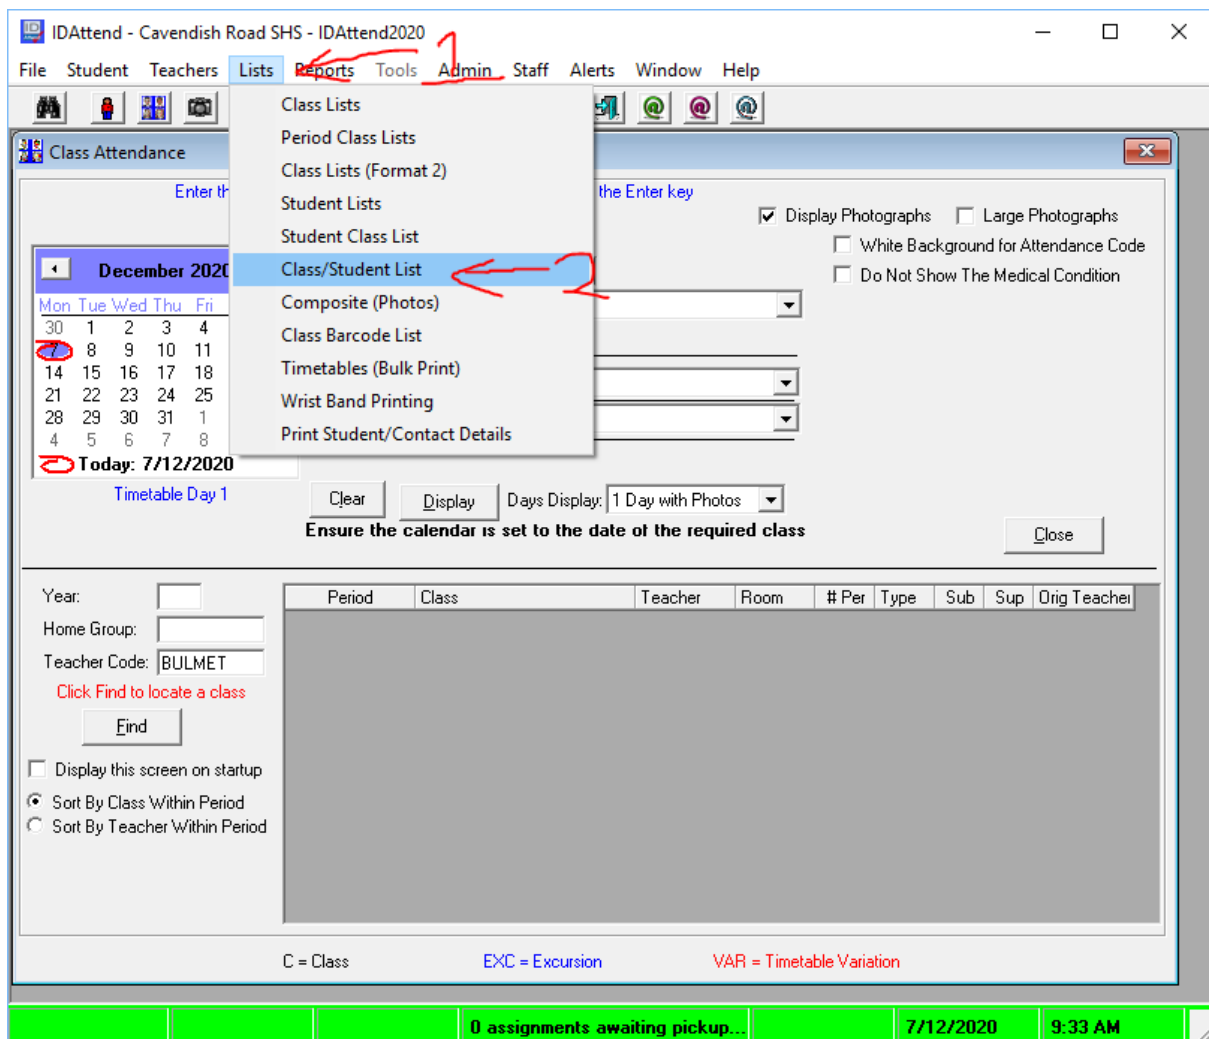 IDAttend - Cavendish Road SHS - IDAttend2020
File Student Teachers Lists Reports Tools Admin Staff Alerts Window Help
1
Class Lists
Period Class Lists
Class Lists (Format 2)
Student Lists
Student Class List
Class/Student List
2
Composite (Photos)
Class Barcode List
Timetables (Bulk Print)
Wrist Band Printing
Print Student/Contact Details
Class Attendance
Enter th
the Enter key
Display Photographs Large Photographs
White Background for Attendance Code
Do Not Show The Medical Condition
December 2020
Mon Tue Wed Thu Fri
30 1 2 3 4
7 8 9 10 11
14 15 16 17 18
21 22 23 24 25
28 29 30 31 1
4 5 6 7 8
Today: 7/12/2020
Timetable Day 1
Clear Display Days Display: 1 Day with Photos
Ensure the calendar is set to the date of the required class
Close
Year:
Home Group:
Teacher Code: BULMET
Click Find to locate a class
Find
Display this screen on startup
Sort By Class Within Period
Sort By Teacher Within Period
Period Class Teacher Room # Per Type Sub Sup Orig Teacher
C = Class EXC = Excursion VAR = Timetable Variation
0 assignments awaiting pickup... 7/12/2020 9:33 AM